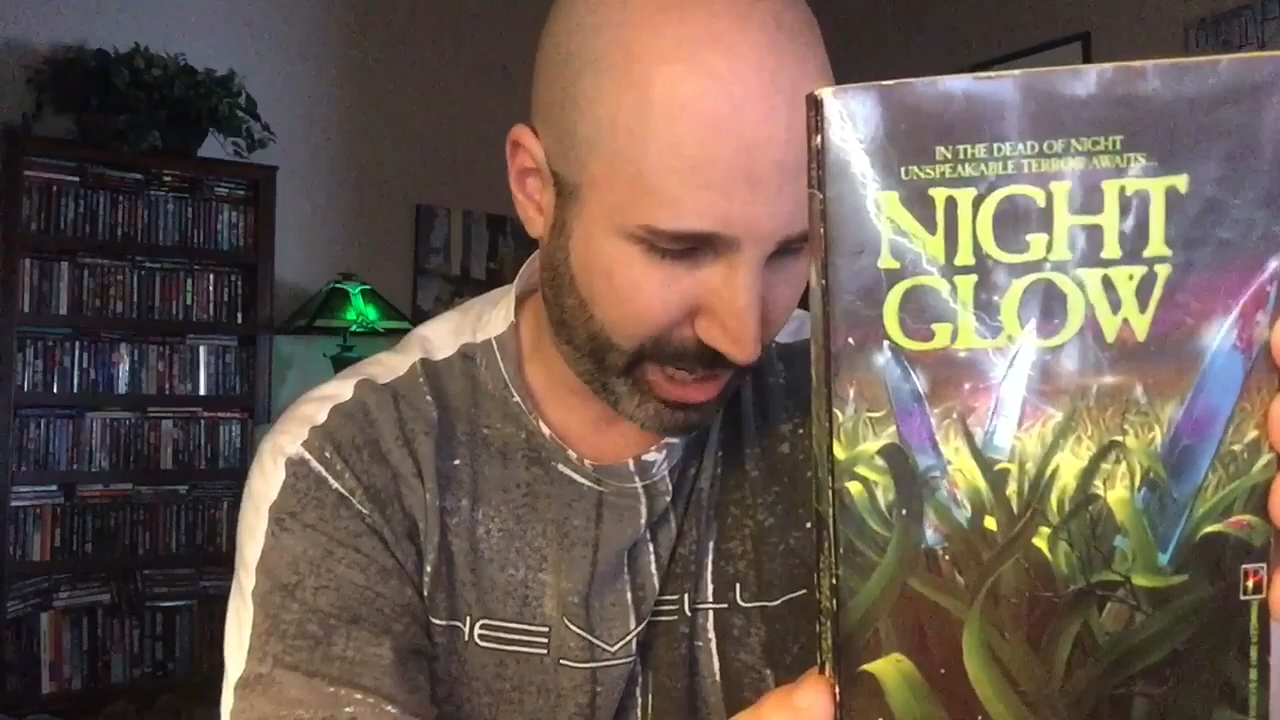 IN THE DEAD OF NIGHT
UNSPEAKABLE TERROR AWAITS...
NIGHT
GLOW